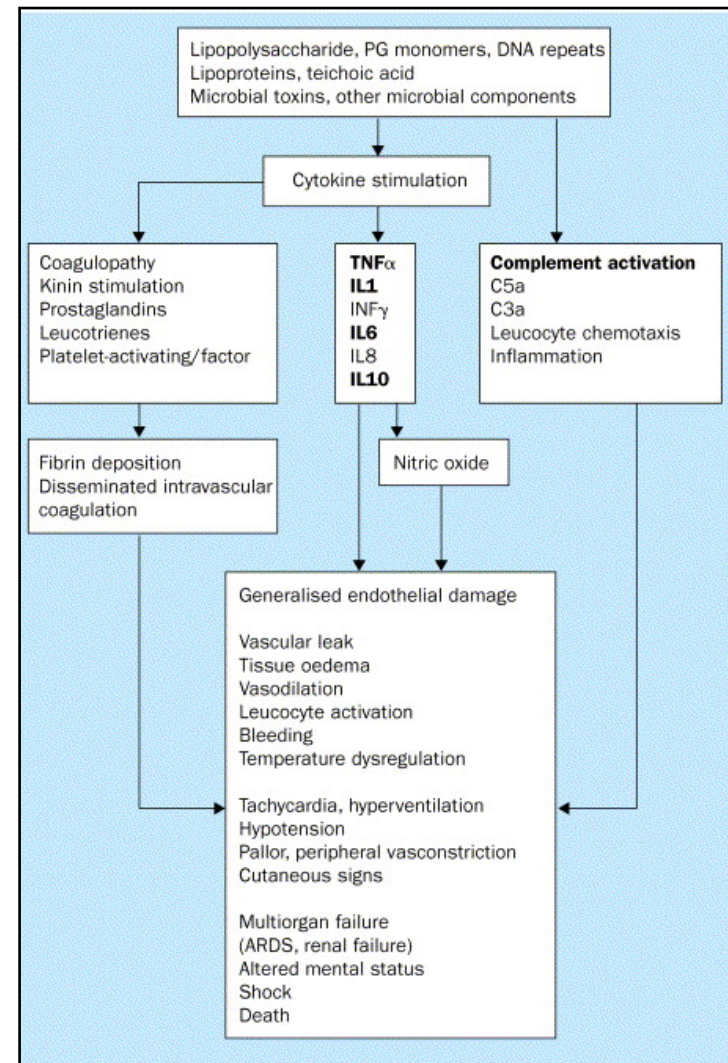 Lipopolysaccharide, PG monomers, DNA repeats
Lipoproteins, teichoic acid
Microbial toxins, other microbial components
Cytokine stimulation
Coagulopathy
Kinin stimulation
Prostaglandins
Leucotrienes
Platelet-activating/factor
TNFα
IL1
INFγ
IL6
IL8
IL10
Complement activation
C5a
C3a
Leucocyte chemotaxis
Inflammation
Fibrin deposition
Disseminated intravascular
coagulation
Nitric oxide
Generalised endothelial damage
Vascular leak
Tissue oedema
Vasodilation
Leucocyte activation
Bleeding
Temperature dysregulation
Tachycardia, hyperventilation
Hypotension
Pallor, peripheral vasconstriction
Cutaneous signs
Multiorgan failure
(ARDS, renal failure)
Altered mental status
Shock
Death